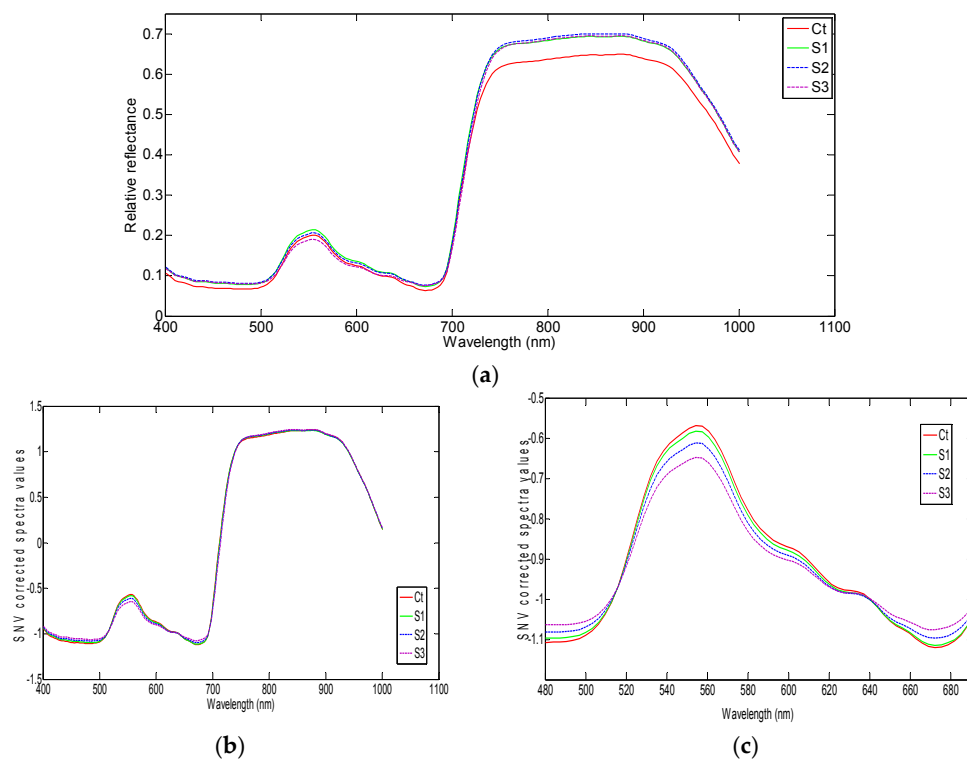 0.7
0.6
0.5
0.4
0.3
0.2
0.1
0
Relative reflectance
400 500 600 700 800 900 1000 1100
Wavelength (nm)
Ct
S1
S2
S3
(a)
1.5
1
0.5
0
-0.5
-1
-1.5
SNV corrected spectra values
400 500 600 700 800 900 1000 1100
Wavelength (nm)
Ct
S1
S2
S3
(b)
-0.5
-0.6
-0.7
-0.8
-0.9
-1
-1.1
SNV corrected spectra values
480 500 520 540 560 580 600 620 640 660 680
Wavelength (nm)
Ct
S1
S2
S3
(c)